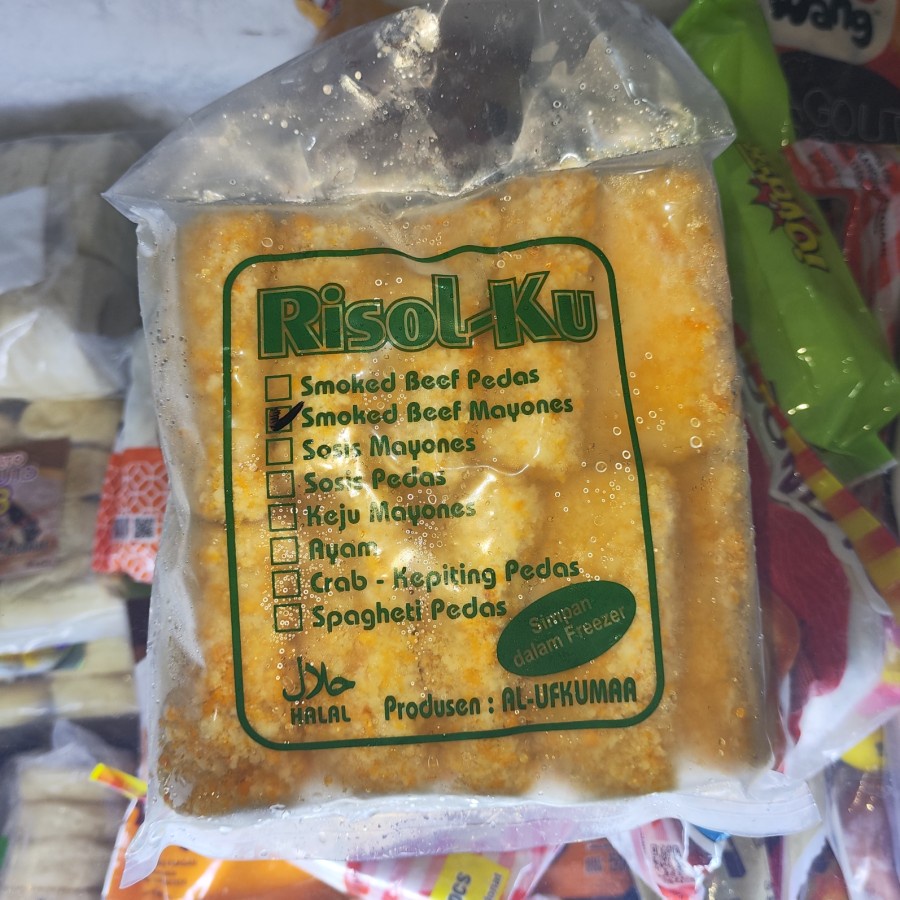 Risol-Ku
Smoked Beef Pedas
Smoked Beef Mayones
Sosis Mayones
Sosis Pedas
Keju Mayones
Ayam
Crab - Kepiting Pedas
Spagheti Pedas
Simpan
dalam Freezer
حلال
HALAL
Produsen : AL-UFKUMAA